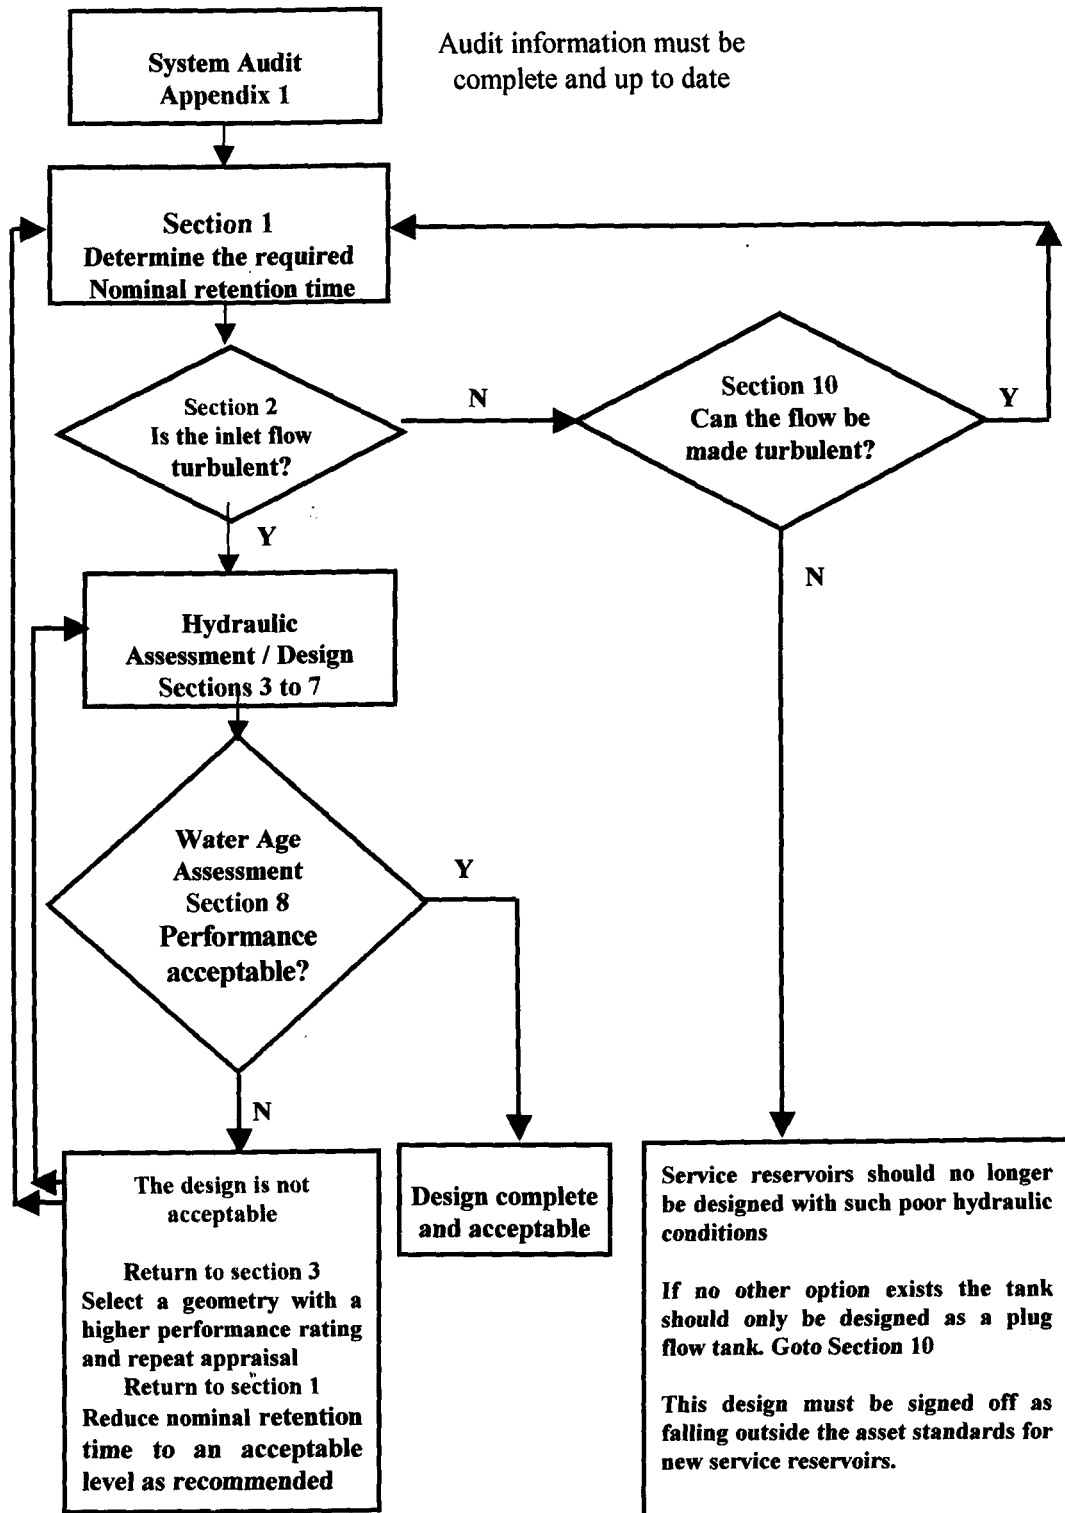 System Audit
Appendix 1
Audit information must be
complete and up to date
Section 1
Determine the required
Nominal retention time
Section 2
Is the inlet flow
turbulent?
N
Section 10
Can the flow be
made turbulent?
Y
Y
N
Hydraulic
Assessment / Design
Sections 3 to 7
Water Age
Assessment
Section 8
Performance
acceptable?
Y
N
The design is not
acceptable
Return to section 3
Select a geometry with a
higher performance rating
and repeat appraisal
Return to section 1
Reduce nominal retention
time to an acceptable
level as recommended
Design complete
and acceptable
Service reservoirs should no longer
be designed with such poor hydraulic
conditions
If no other option exists the tank
should only be designed as a plug
flow tank. Goto Section 10
This design must be signed off as
falling outside the asset standards for
new service reservoirs.